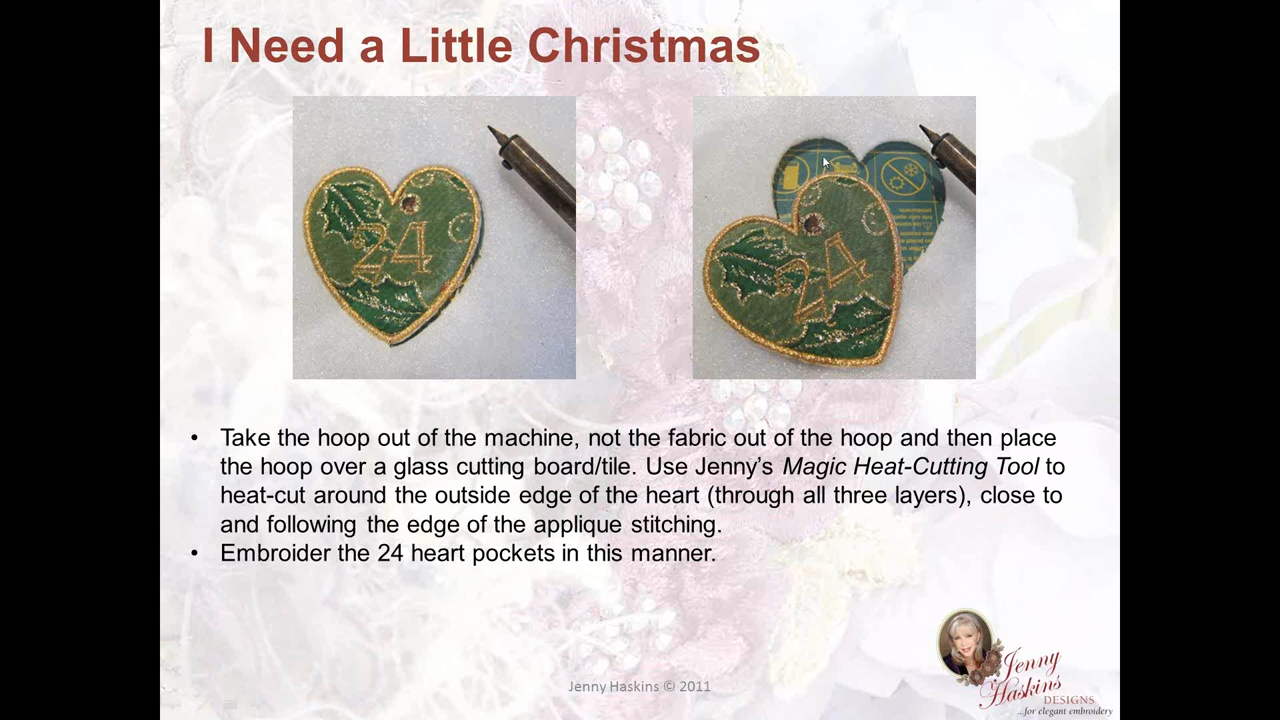 I Need a Little Christmas
24
24
• Take the hoop out of the machine, not the fabric out of the hoop and then place
the hoop over a glass cutting board/tile. Use Jenny’s Magic Heat-Cutting Tool to
heat-cut around the outside edge of the heart (through all three layers), close to
and following the edge of the applique stitching.
• Embroider the 24 heart pockets in this manner.
Jenny Haskins © 2011
Jenny
Haskins
DESIGNS
...for elegant embroidery